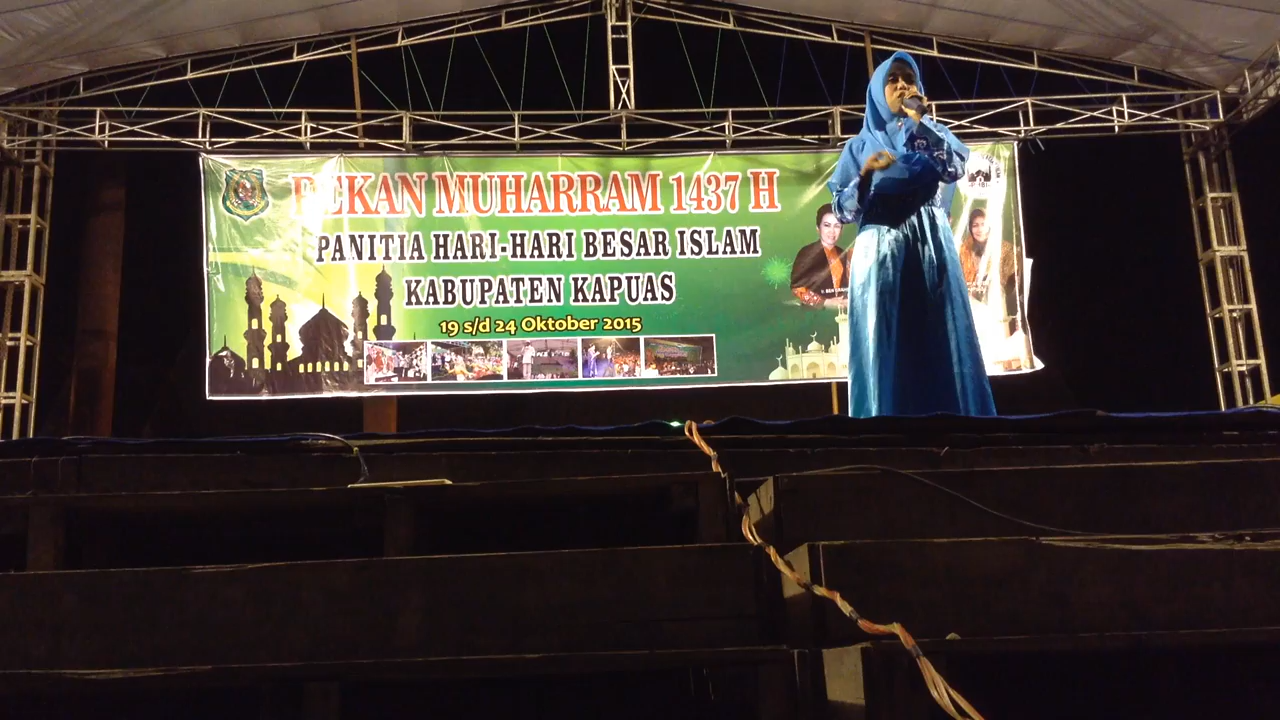 PEKAN MUHARRAM 1437 H
PANITIA HARI-HARI BESAR ISLAM
KABUPATEN KAPUAS
19 s/d 24 Oktober 2015